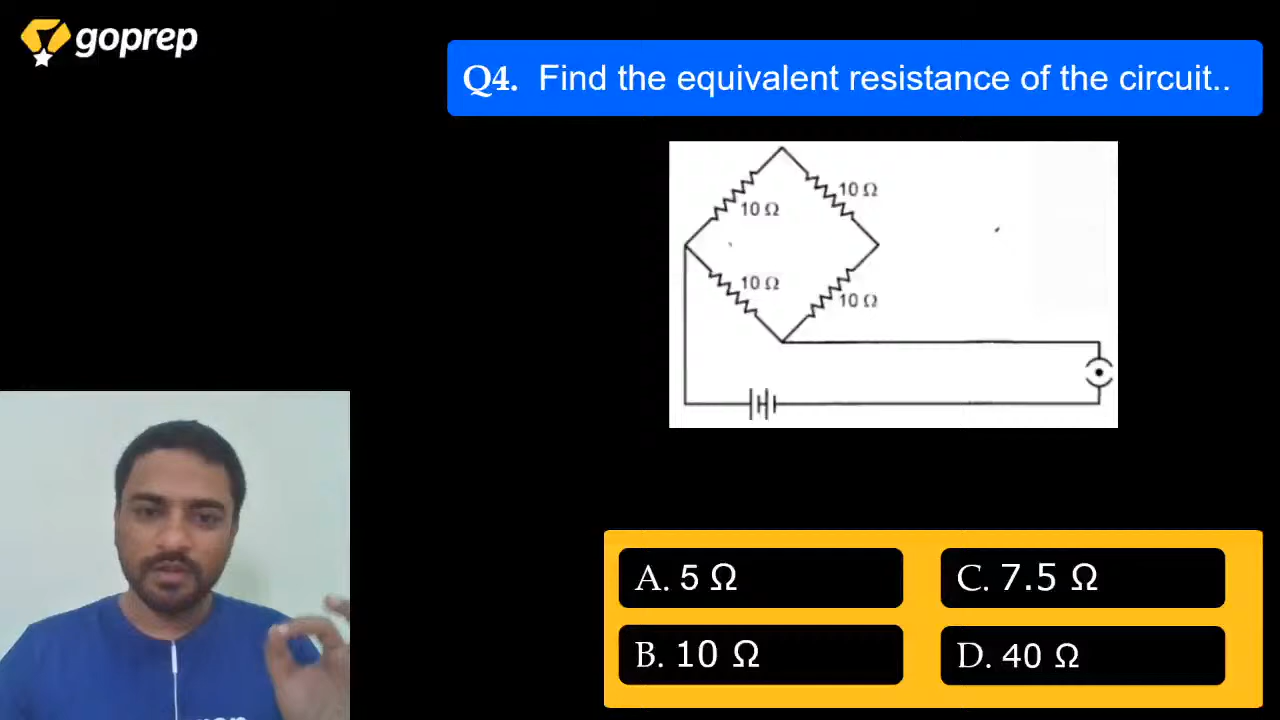 goprep
Q4. Find the equivalent resistance of the circuit..
10 Ω
10 Ω
10 Ω
10 Ω
A. 5 Ω
C. 7.5 Ω
B. 10 Ω
D. 40 Ω